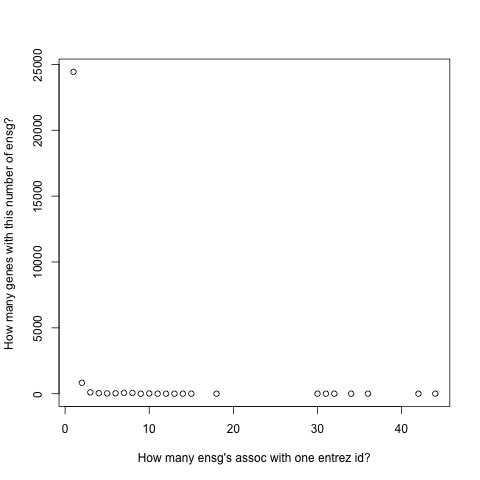 How many genes with this number of ensg?
25000
20000
15000
10000
5000
0
0 10 20 30 40
How many ensg's assoc with one entrez id?